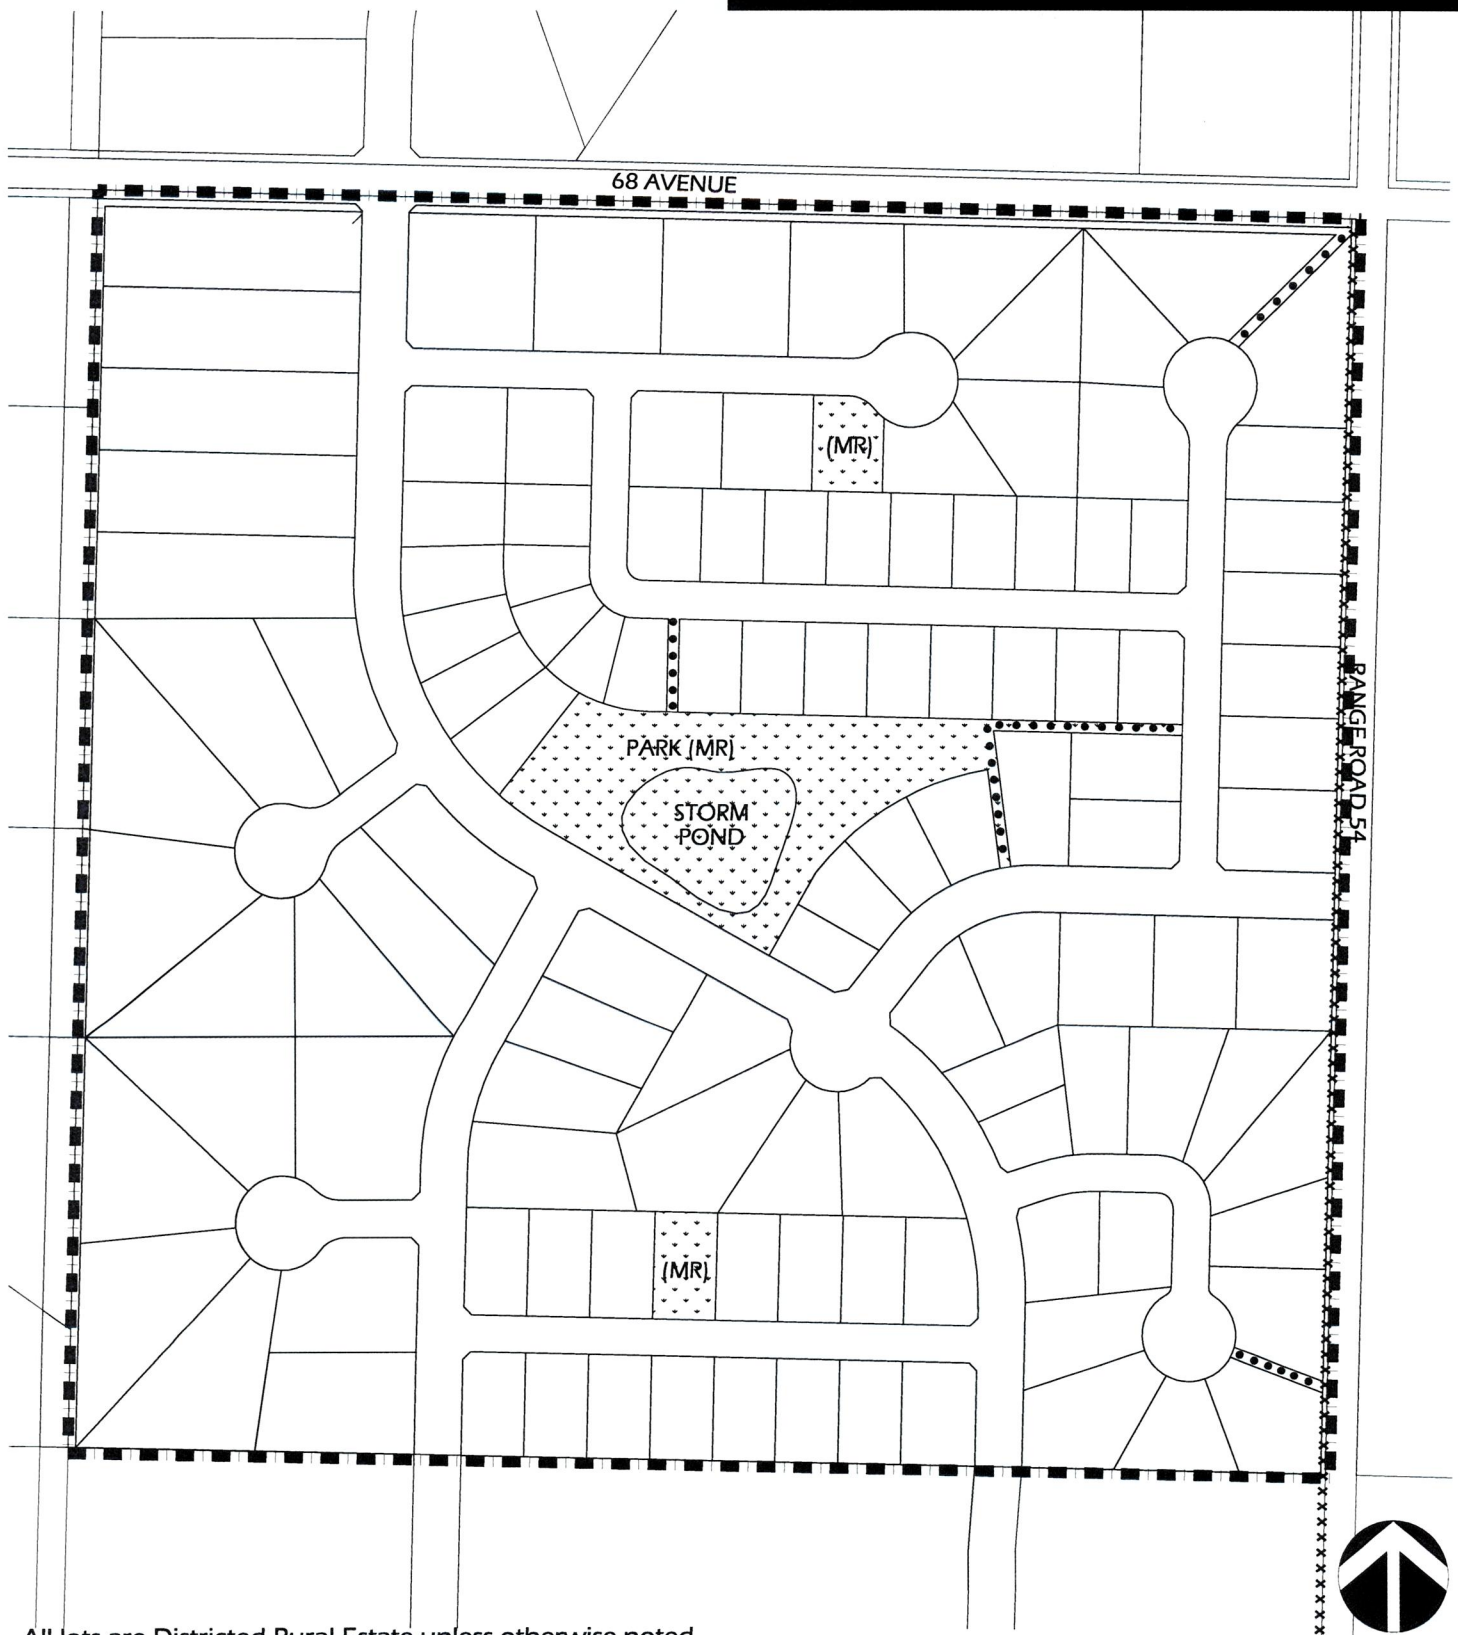 68 AVENUE
(MR)
PARK (MR)
STORM
POND
RANGE ROAD 54
(MR)
All lots are Districted Rural Estate unless otherwise noted